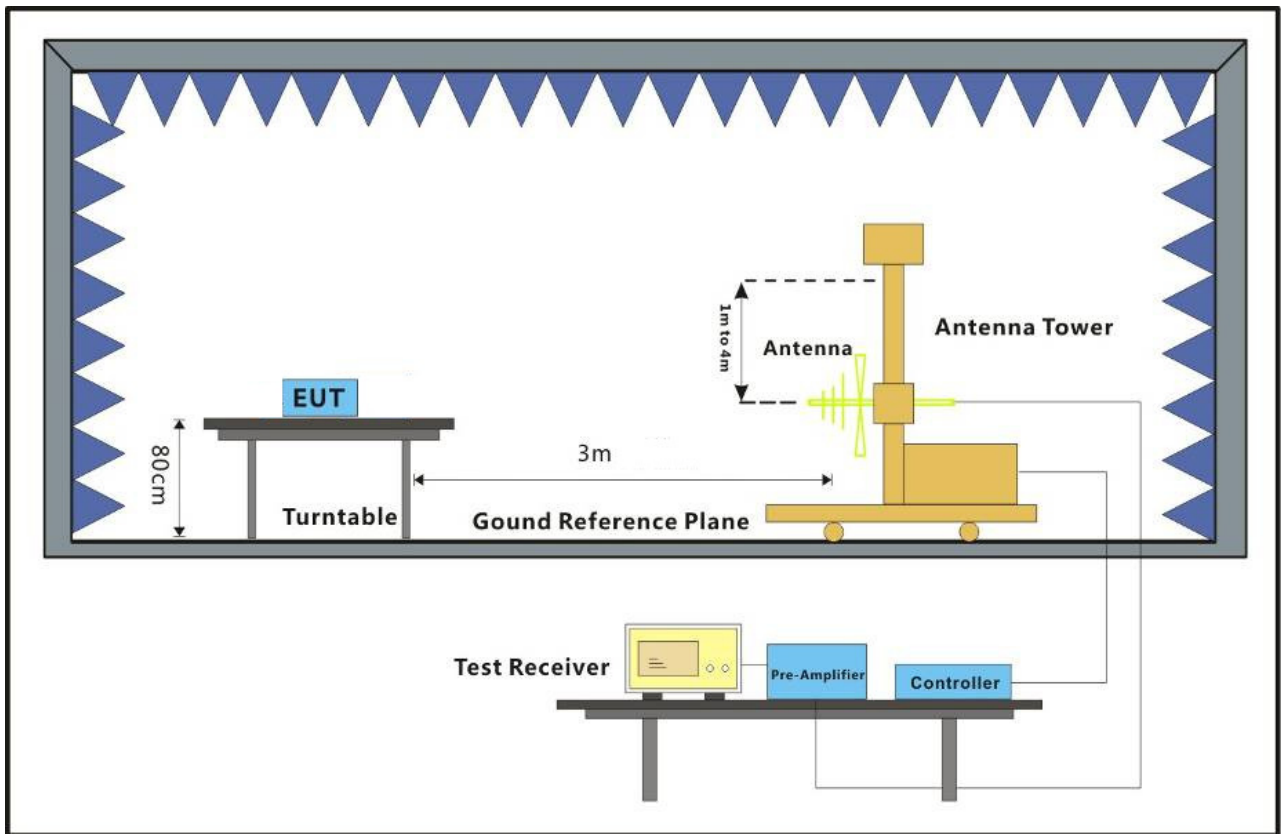 1m to 4m
Antenna Tower
Antenna
EUT
80cm
3m
Turntable
Gound Reference Plane
Test Receiver
Pre-Amplifier
Controller